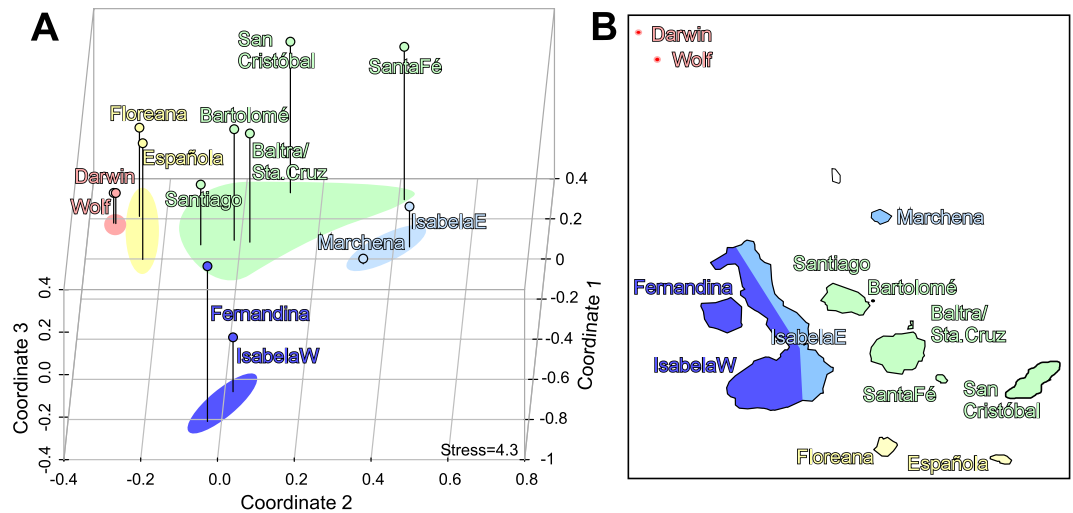 A
San
Cristóbal
SantaFé
Floreana
Bartolomé
Española
Baltra/
Sta.Cruz
Darwin
Wolf
Santiago
IsabelaE
Marchena
Fernandina
IsabelaW
0.4
0.2
0
-0.2
-0.4
-0.6
-0.8
-1
Coordinate 1
0.4
0.2
0.0
-0.2
-0.4
Coordinate 3
Stress=4.3
-0.4
-0.2
0.0
0.2
0.4
0.6
0.8
Coordinate 2
B
Darwin
Wolf
Marchena
Santiago
Fernandina
Bartolomé
Baltra/
Sta.Cruz
IsabelaE
IsabelaW
SantaFé
San
Cristóbal
Floreana
Española